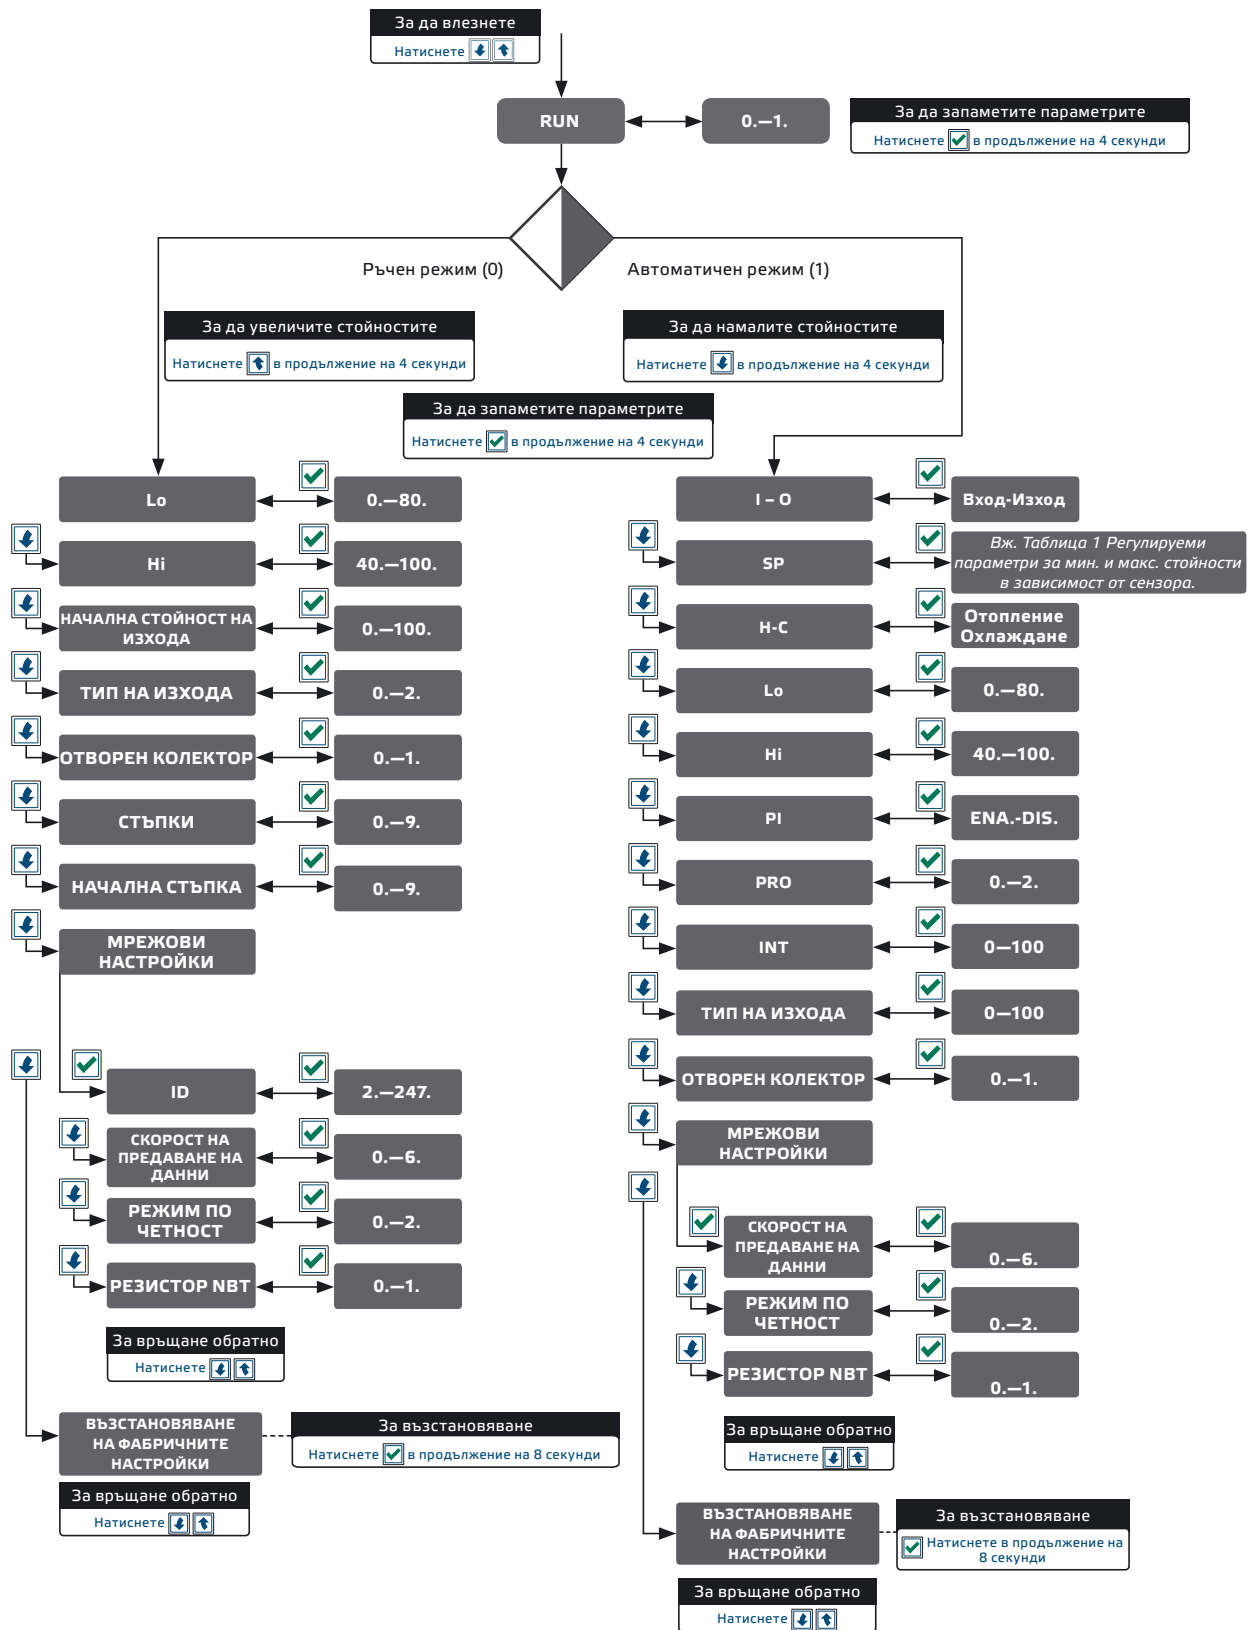 За да влезнете
Натиснете
RUN
0.—1.
За да запаметите параметрите
Натиснете в продължение на 4 секунди
Ръчен режим (0)
Автоматичен режим (1)
За да увеличите стойностите
Натиснете в продължение на 4 секунди
За да намалите стойностите
Натиснете в продължение на 4 секунди
За да запаметите параметрите
Натиснете в продължение на 4 секунди
Lo
0.—80.
Hi
40.—100.
НАЧАЛНА СТОЙНОСТ НА
ИЗХОДА
0.—100.
ТИП НА ИЗХОДА
0.—2.
ОТВОРЕН КОЛЕКТОР
0.—1.
СТЪПКИ
0.—9.
НАЧАЛНА СТЪПКА
0.—9.
МРЕЖОВИ
НАСТРОЙКИ
ID
2.—247.
СКОРОСТ НА
ПРЕДАВАНЕ НА
ДАННИ
0.—6.
РЕЖИМ ПО
ЧЕТНОСТ
0.—2.
РЕЗИСТОР NBT
0.—1.
За връщане обратно
Натиснете
ВЪЗСТАНОВЯВАНЕ
НА ФАБРИЧНИТЕ
НАСТРОЙКИ
За възстановяване
Натиснете в продължение на 8 секунди
За връщане обратно
Натиснете
I – O
Вход-Изход
SP
Вж. Таблица 1 Регулируеми
параметри за мин. и макс. стойности
в зависимост от сензора.
H-C
Отопление
Охлаждане
Lo
0.—80.
Hi
40.—100.
PI
ENA.-DIS.
PRO
0.—2.
INT
0—100
ТИП НА ИЗХОДА
0—100
ОТВОРЕН КОЛЕКТОР
0.—1.
МРЕЖОВИ
НАСТРОЙКИ
СКОРОСТ НА
ПРЕДАВАНЕ НА
ДАННИ
0.—6.
РЕЖИМ ПО
ЧЕТНОСТ
0.—2.
РЕЗИСТОР NBT
0.—1.
За връщане обратно
Натиснете
ВЪЗСТАНОВЯВАНЕ
НА ФАБРИЧНИТЕ
НАСТРОЙКИ
За възстановяване
Натиснете в продължение на
8 секунди
За връщане обратно
Натиснете